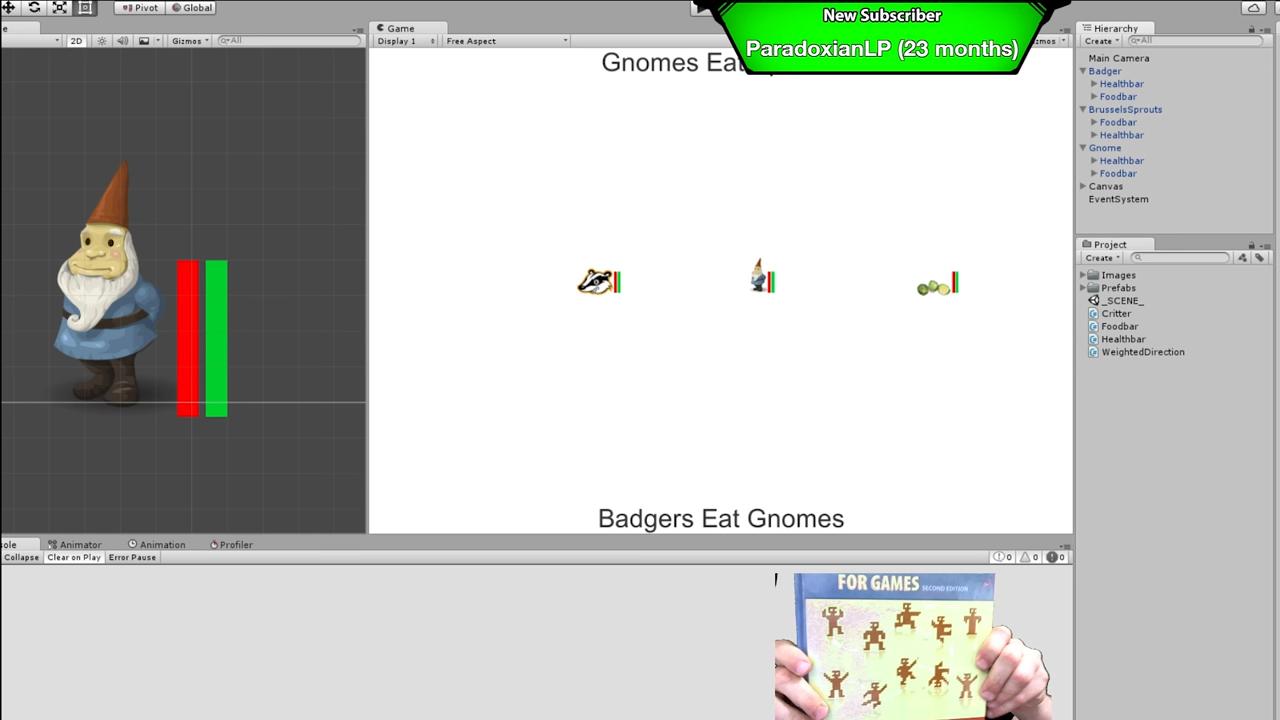 Pivot
Global
New Subscriber
ParadoxianLP (23 months)
Game
Hierarchy
2D
Gizmos
All
Display 1
Free Aspect
Create
All
Gnomes Eat
Main Camera
Badger
Healthbar
Foodbar
BrusselsSprouts
Foodbar
Healthbar
Gnome
Healthbar
Foodbar
Canvas
EventSystem
Project
Create
Images
Prefabs
_SCENE_
Critter
Foodbar
Healthbar
WeightedDirection
Badgers Eat Gnomes
Animator
Animation
Profiler
Collapse
Clear on Play
Error Pause
0
0
0
FOR GAMES SECOND EDITION